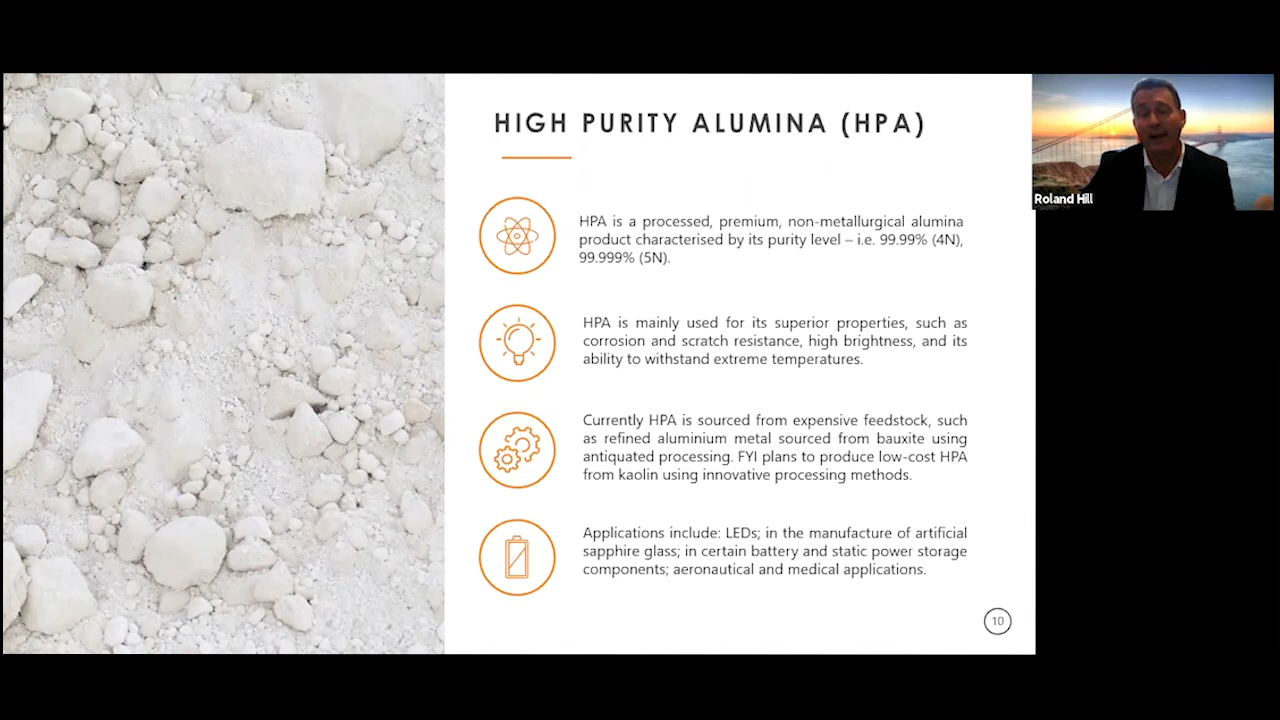 HIGH PURITY ALUMINA (HPA)
HPA is a processed, premium, non-metallurgical alumina
product characterised by its purity level – i.e. 99.99% (4N),
99.999% (5N).
HPA is mainly used for its superior properties, such as
corrosion and scratch resistance, high brightness, and its
ability to withstand extreme temperatures.
Currently HPA is sourced from expensive feedstock, such
as refined aluminium metal sourced from bauxite using
antiquated processing. FYI plans to produce low-cost HPA
from kaolin using innovative processing methods.
Applications include: LEDs; in the manufacture of artificial
sapphire glass; in certain battery and static power storage
components; aeronautical and medical applications.
10
Roland Hill